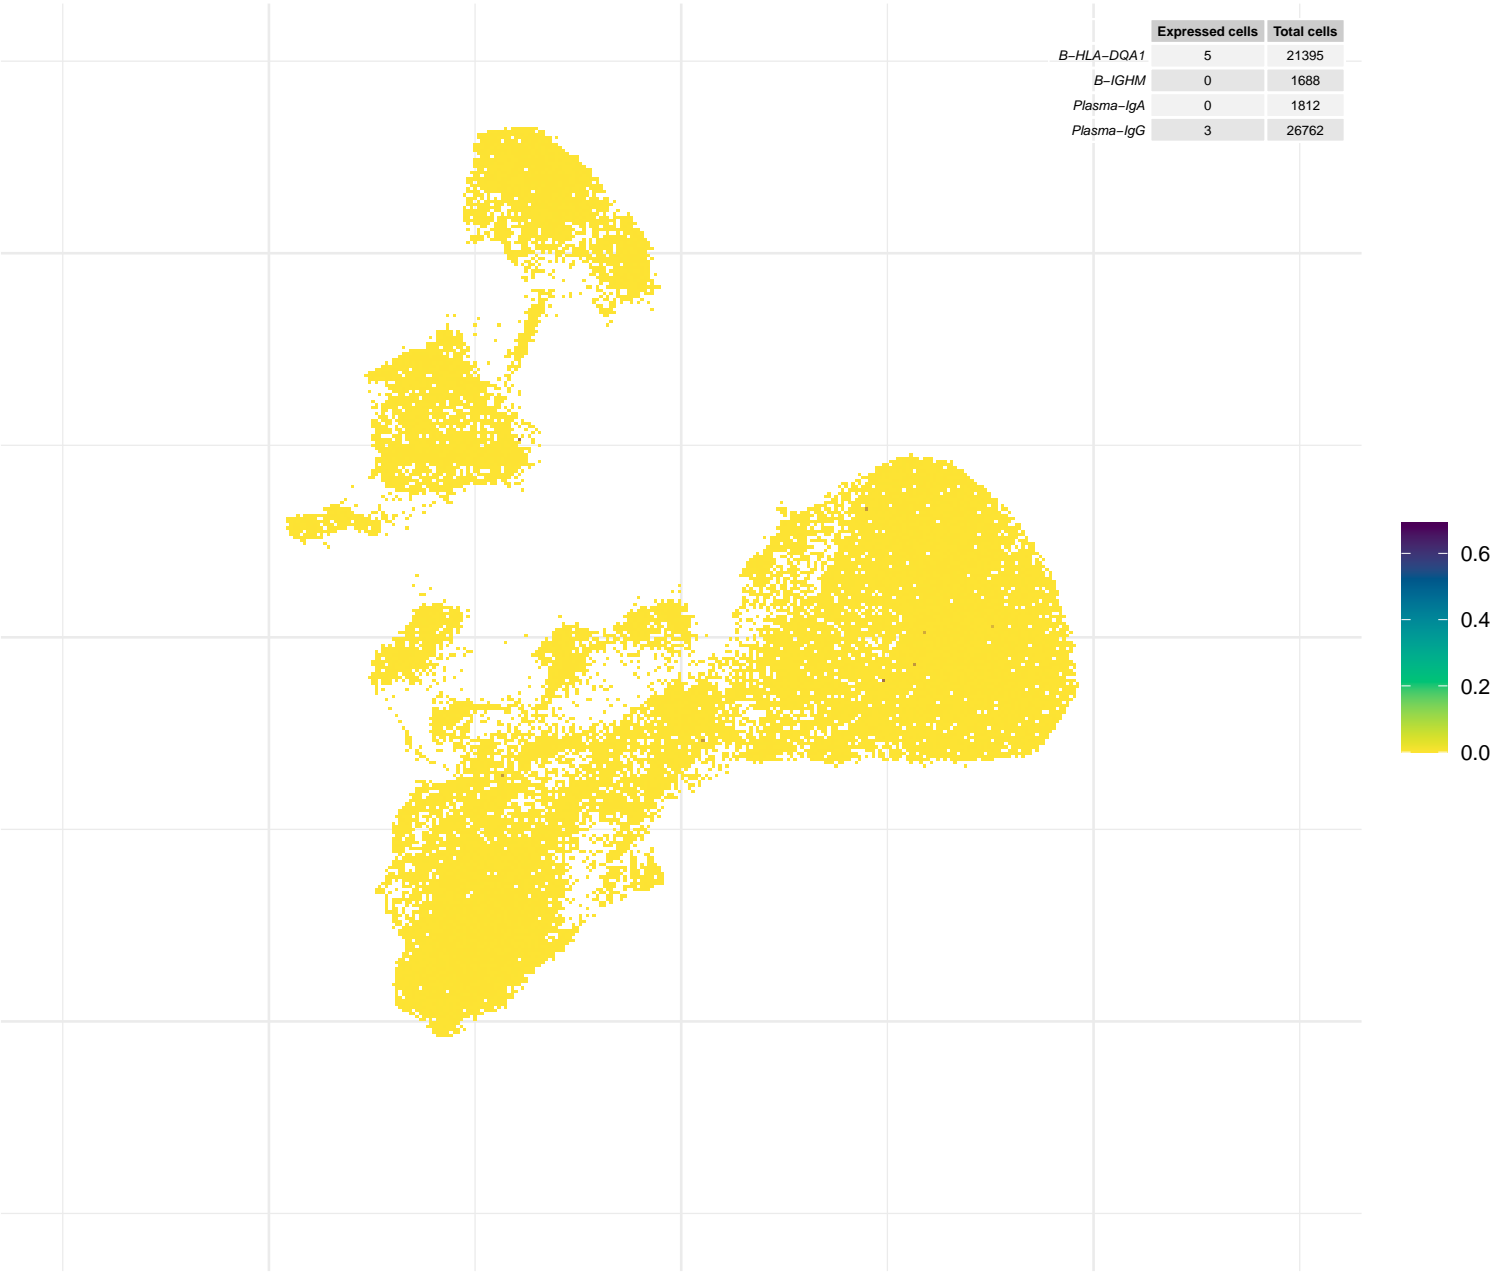 Expressed cells Total cells
B−HLA−DQA1 5 21395
B−IGHM 0 1688
Plasma−IgA 0 1812
Plasma−IgG 3 26762
0.6
0.4
0.2
0.0